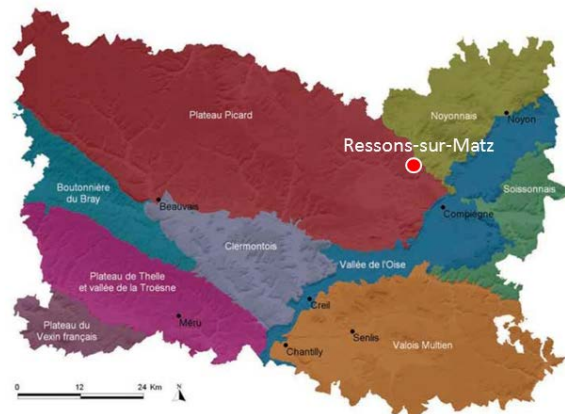 Plateau Picard
Noyonnais
Noyon
Ressons-sur-Matz
Boutonnière
du Bray
Beauvais
Soissonnais
Compiègne
Clermontois
Vallée de l'Oise
Plateau de Thelle
et vallée de la Troësne
Creil
Plateau du
Vexin français
Méru
Senlis
Chantilly
Valois Multien
0 12 24 Km
N